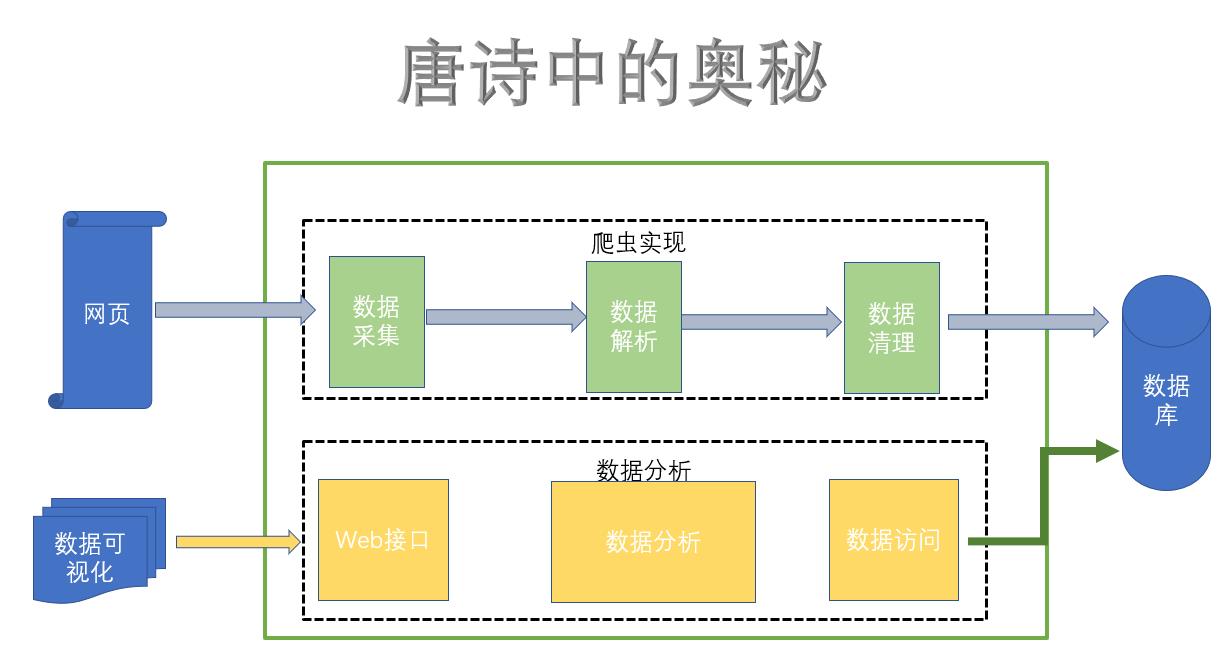 唐诗中的奥秘
爬虫实现
网页
数据
采集
数据
解析
数据
清理
数据
库
数据分析
数据可
视化
Web接口
数据分析
数据访问